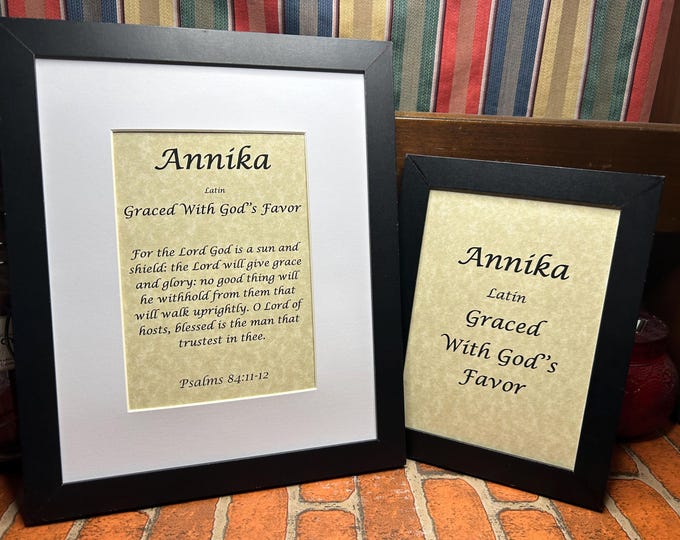 Annika
Latin
Graced With God"s Favor
For the Lord God is a sun and
shield: the Lord will give grace
and glory: no good thing will
he withhold from them that
will walk uprightly. O Lord of
hosts, blessed is the man that
trustest in thee.
Psalms 84:11-12
Annika
Latin
Graced
With God"s
Favor